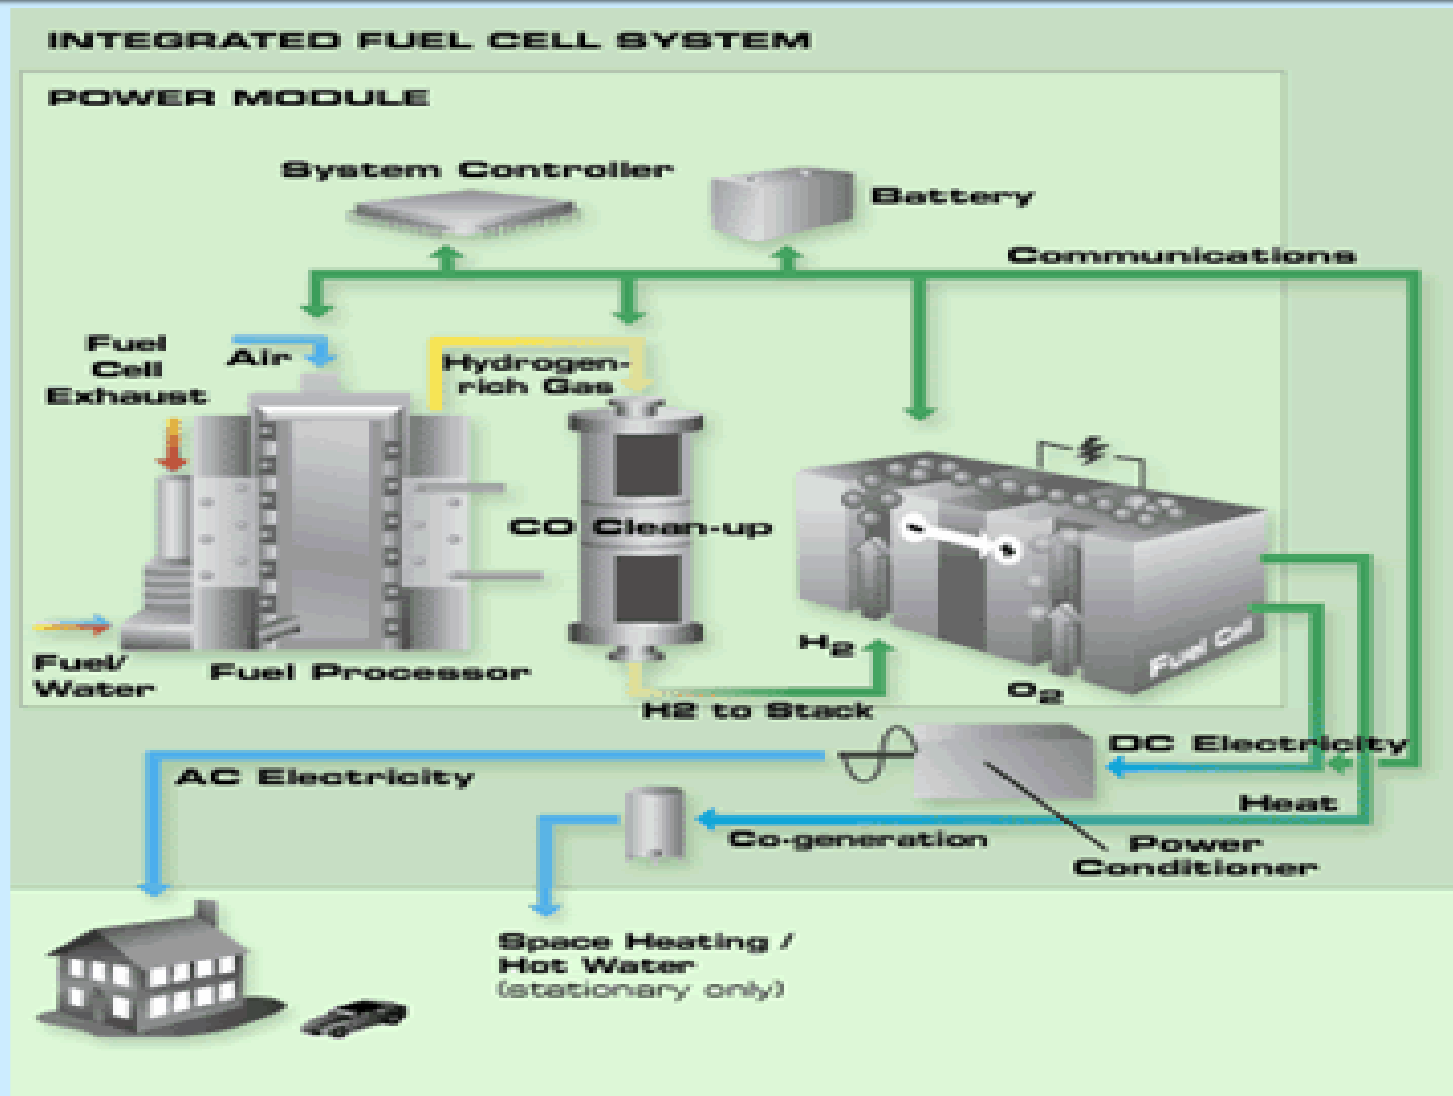 INTEGRATED FUEL CELL SYSTEM
POWER MODULE
System Controller
Battery
Communications
Fuel
Cell
Exhaust
Air
Hydrogen-
rich Gas
CO Clean-up
H2
O2
Fuel Cell
Fuel/
Water
Fuel Processor
H2 to Stack
DC Electricity
AC Electricity
Heat
Co-generation
Power
Conditioner
Space Heating /
Hot Water
(stationary only)